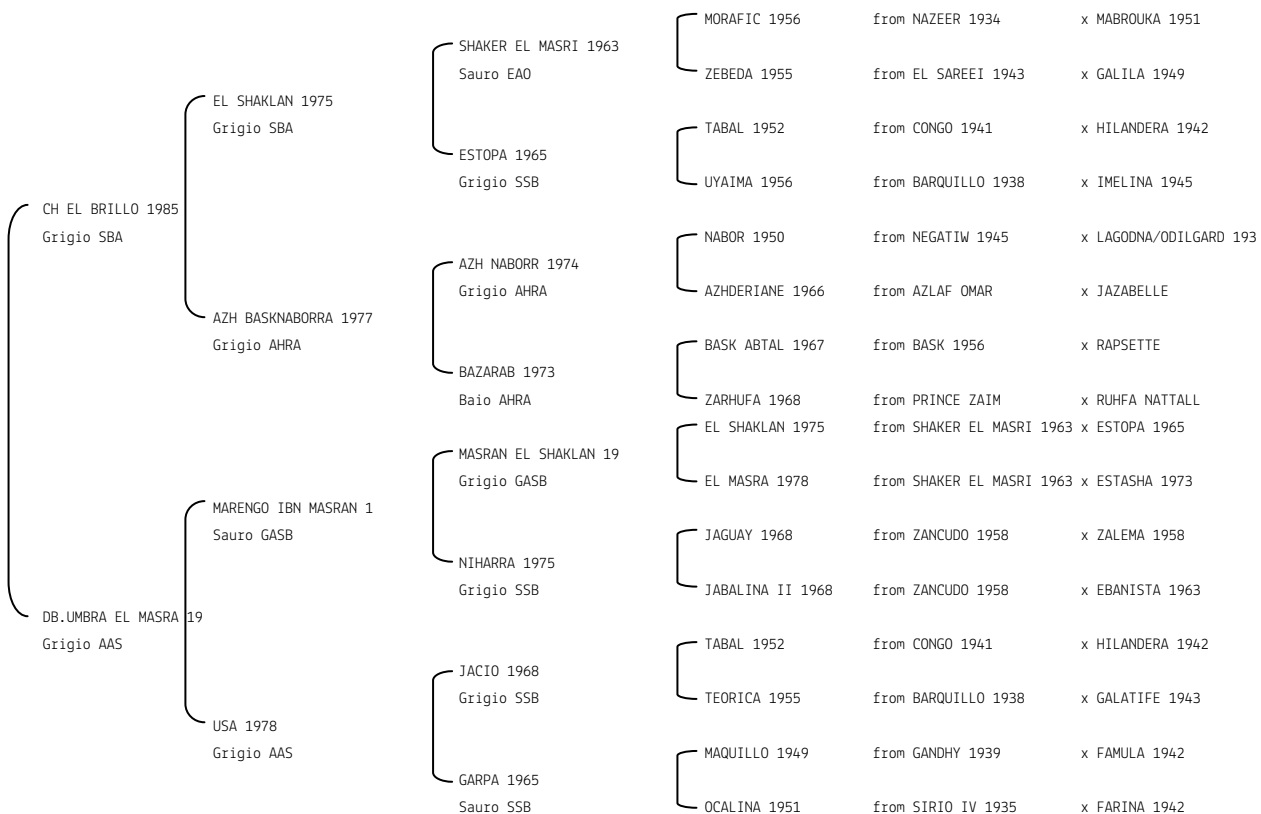 MORAFIC 1956 from NAZEER 1934 x MABROUKA 1951
SHAKER EL MASRI 1963
Sauro EAO
ZEBEDA 1955 from EL SAREEI 1943 x GALILA 1949
EL SHAKLAN 1975
Grigio SBA
TABAL 1952 from CONGO 1941 x HILANDERA 1942
ESTOPA 1965
Grigio SSB
UYAIMA 1956 from BARQUILLO 1938 x IMELINA 1945
CH EL BRILLO 1985
Grigio SBA
NABOR 1950 from NEGATIW 1945 x LAGODNA/ODILGARD 193
AZH NABORR 1974
Grigio AHRA
AZHDERIANE 1966 from AZLAF OMAR x JAZABELLE
AZH BASKNABORRA 1977
Grigio AHRA
BASK ABTAL 1967 from BASK 1956 x RAPSETTE
BAZARAB 1973
Baio AHRA
ZARHUFA 1968 from PRINCE ZAIM x RUHFA NATTALL
EL SHAKLAN 1975 from SHAKER EL MASRI 1963 x ESTOPA 1965
MASRAN EL SHAKLAN 19
Grigio GASB
EL MASRA 1978 from SHAKER EL MASRI 1963 x ESTASHA 1973
MARENGO IBN MASRAN 1
Sauro GASB
JAGUAY 1968 from ZANCUDO 1958 x ZALEMA 1958
NIHARRA 1975
Grigio SSB
JABALINA II 1968 from ZANCUDO 1958 x EBANISTA 1963
DB.UMBRA EL MASRA 19
Grigio AAS
TABAL 1952 from CONGO 1941 x HILANDERA 1942
JACIO 1968
Grigio SSB
TEORICA 1955 from BARQUILLO 1938 x GALATIFE 1943
USA 1978
Grigio AAS
MAQUILLO 1949 from GANDHY 1939 x FAMULA 1942
GARPA 1965
Sauro SSB
OCALINA 1951 from SIRIO IV 1935 x FARINA 1942